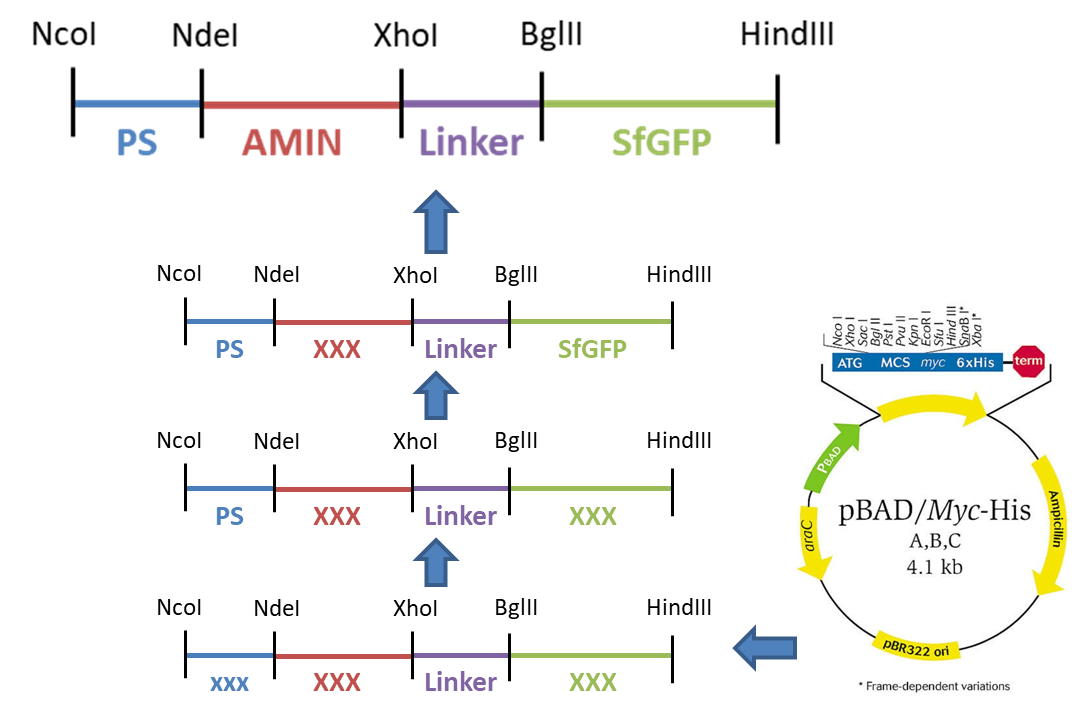 NcoI NdeI XhoI BglII HindIII
PS AMIN Linker SfGFP
NcoI NdeI XhoI BglII HindIII
PS XXX Linker SfGFP
NcoI NdeI XhoI BglII HindIII
PS XXX Linker XXX
NcoI NdeI XhoI BglII HindIII
xxx XXX Linker XXX
Nco I
Xho I
Sac I
Bgl II
Pst I
Pvu II
Kpn I
EcoR I
Sfu I
Hind III
SnaB I*
Xba I*
ATG MCS myc 6xHis term
PBAD
araC
Ampicillin
pBAD/Myc-His
A,B,C
4.1 kb
pBR322 ori
* Frame-dependent variations